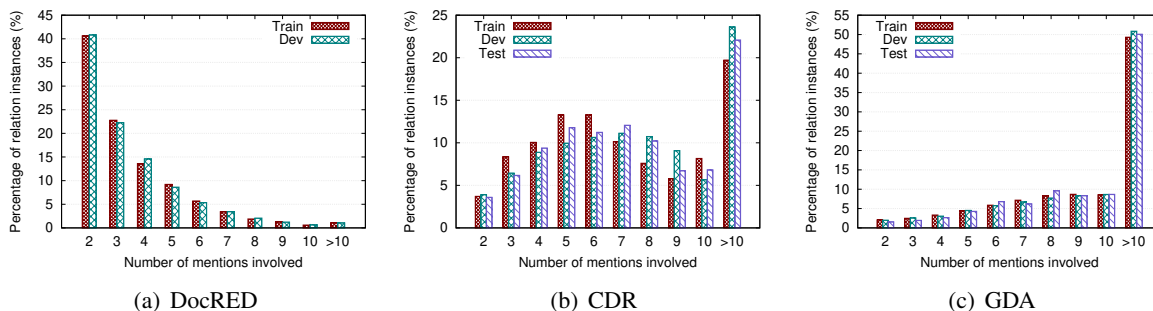 Percentage of relation instances (%)
45
40
35
30
25
20
15
10
5
0
Train
Dev
2 3 4 5 6 7 8 9 10 >10
Number of mentions involved
(a) DocRED
Percentage of relation instances (%)
25
20
15
10
5
0
Train
Dev
Test
2 3 4 5 6 7 8 9 10 >10
Number of mentions involved
(b) CDR
Percentage of relation instances (%)
55
50
45
40
35
30
25
20
15
10
5
0
Train
Dev
Test
2 3 4 5 6 7 8 9 10 >10
Number of mentions involved
(c) GDA